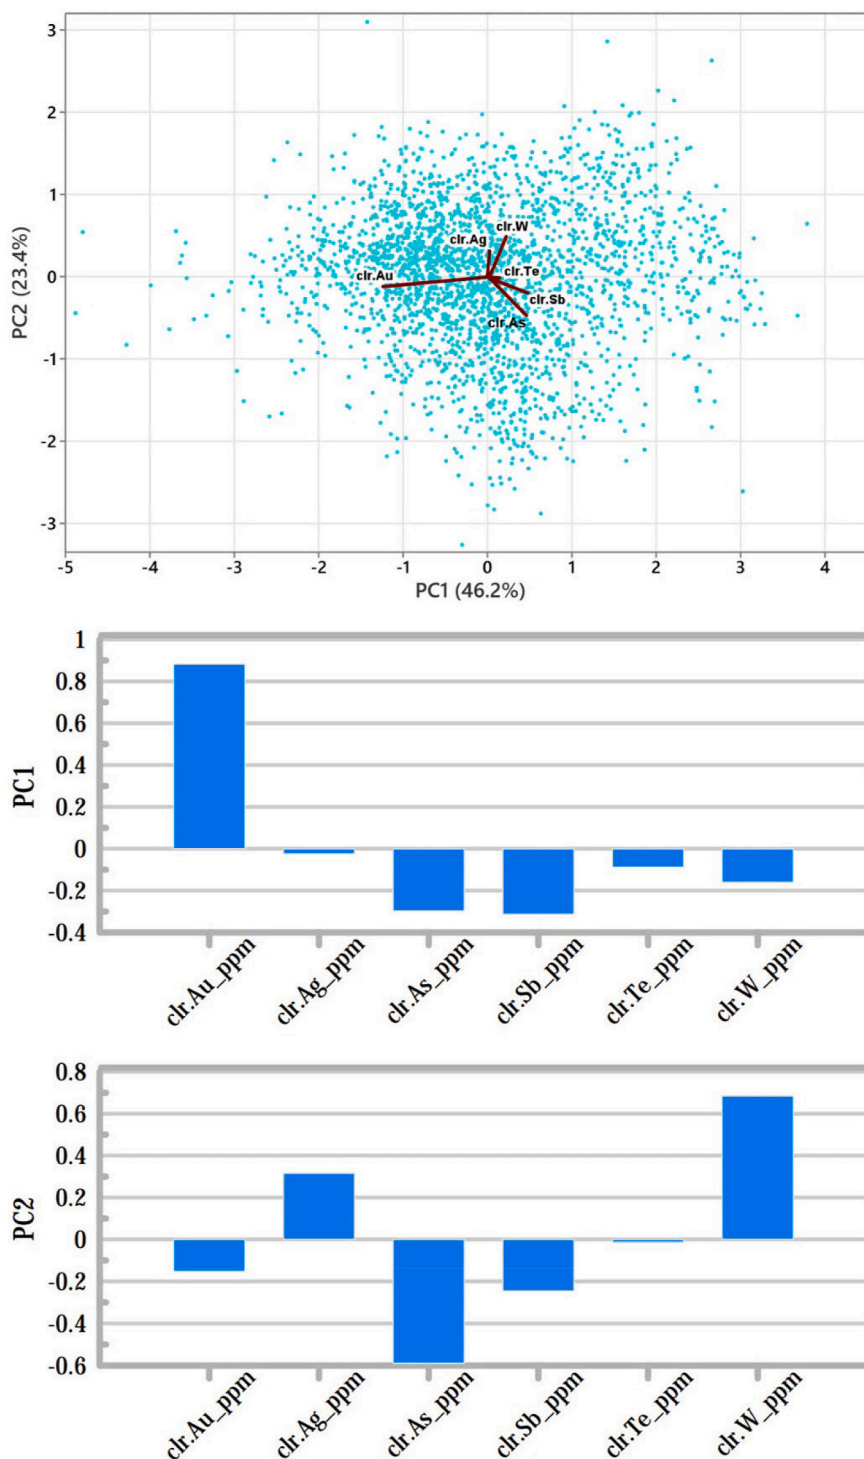 3
2
1
0
-1
-2
-3
PC2 (23.4%)
clr.W
clr.Ag
clr.Te
clr.Au
clr.Sb
clr.As
-5 -4 -3 -2 -1 0 1 2 3 4
PC1 (46.2%)
1
0.8
0.6
0.4
0.2
0
-0.2
-0.4
PC1
clr.Au_ppm clr.Ag_ppm clr.As_ppm clr.Sb_ppm clr.Te_ppm clr.W_ppm
0.8
0.6
0.4
0.2
0
-0.2
-0.4
-0.6
PC2
clr.Au_ppm clr.Ag_ppm clr.As_ppm clr.Sb_ppm clr.Te_ppm clr.W_ppm